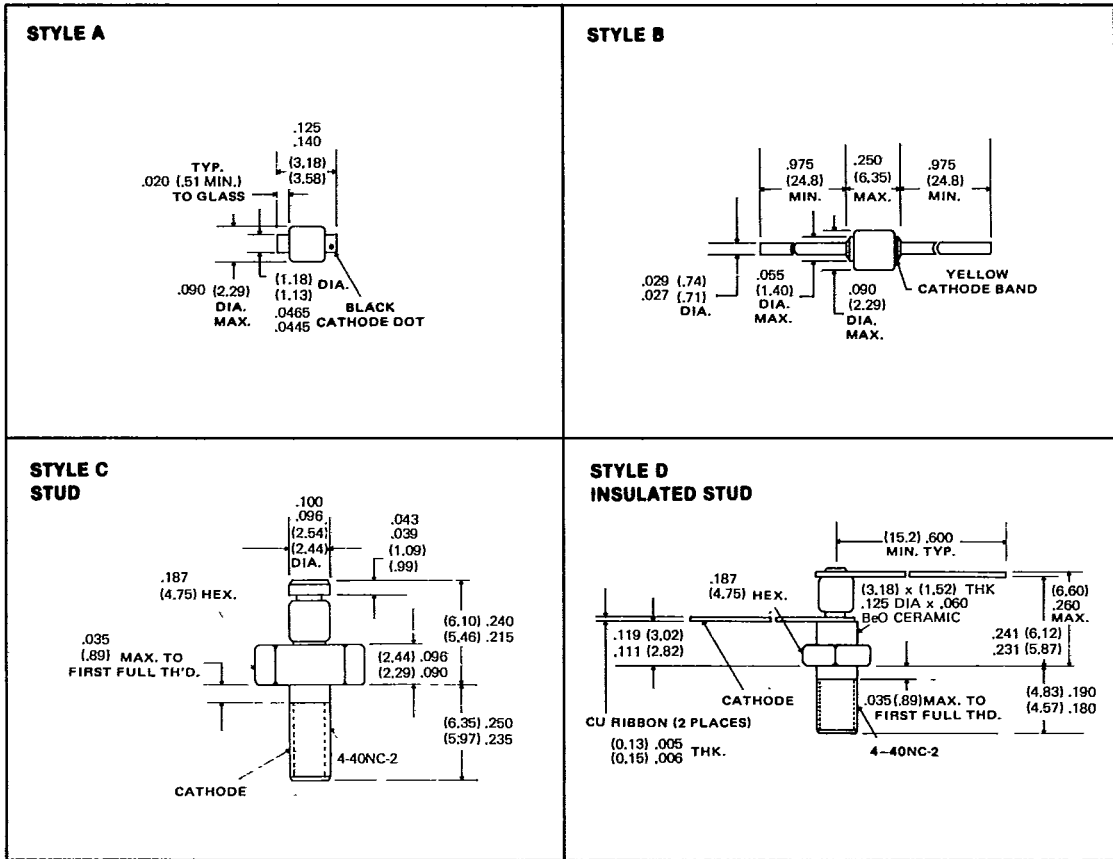 STYLE A
.125
.140
(3.18)
(3.58)
TYP.
.020 (.51 MIN.)
TO GLASS
.090 (2.29)
DIA.
MAX.
(1.18) DIA.
(1.13)
.0465
.0445
BLACK
CATHODE DOT
STYLE B
.975
(24.8)
MIN.
.250
(6.35)
MAX.
.975
(24.8)
MIN.
.029 (.74)
.027 (.71)
DIA.
.055
(1.40)
DIA.
MAX.
.090
(2.29)
DIA.
MAX.
YELLOW
CATHODE BAND
STYLE C
STUD
.100
.096
(2.54)
(2.44)
DIA.
.043
.039
(1.09)
(.99)
.187
(4.75) HEX.
.035
(.89) MAX. TO
FIRST FULL TH'D.
(6.10) .240
(5.46) .215
(2.44) .096
(2.29) .090
(6.35) .250
(5.97) .235
4-40NC-2
CATHODE
STYLE D
INSULATED STUD
(15.2) .600
MIN. TYP.
.187
(4.75) HEX.
(3.18) x (1.52) THK
.125 DIA x .060
BeO CERAMIC
(6.60)
.260
MAX.
.119 (3.02)
.111 (2.82)
.241 (6.12)
.231 (5.87)
CATHODE
.035(.89) MAX. TO
FIRST FULL THD.
(4.83) .190
(4.57) .180
CU RIBBON (2 PLACES)
(0.13) .005
(0.15) .006 THK.
4-40NC-2